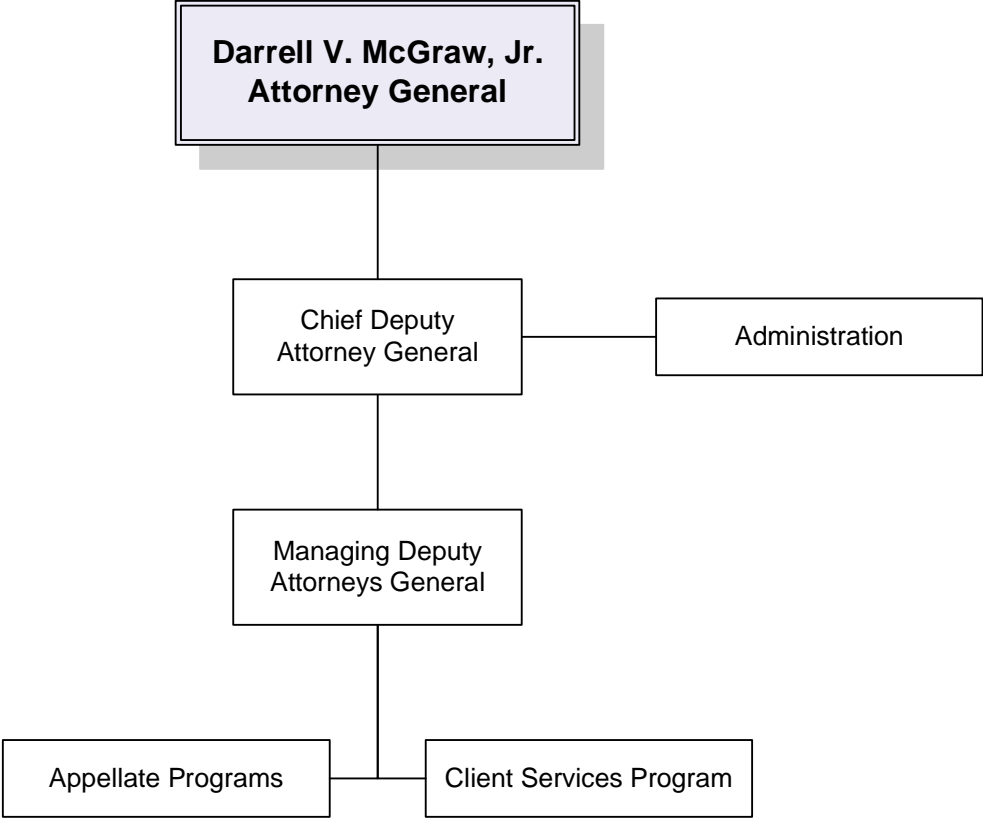 Darrell V. McGraw, Jr.
Attorney General
Chief Deputy
Attorney General
Administration
Managing Deputy
Attorneys General
Appellate Programs
Client Services Program